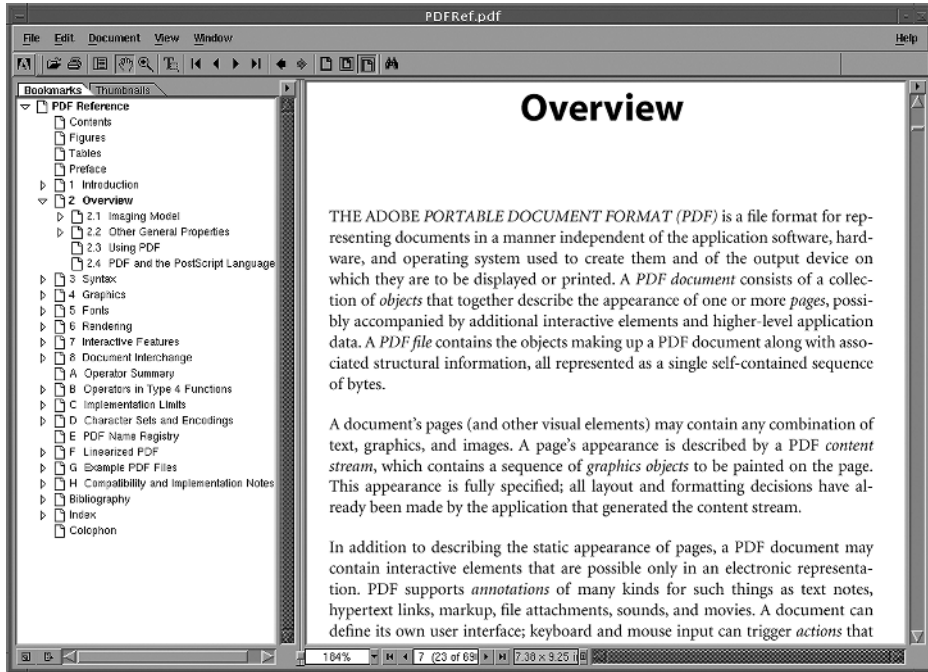 PDFRef.pdf
File Edit Document View Window Help
Bookmarks Thumbnails
PDF Reference
Contents
Figures
Tables
Preface
1 Introduction
2 Overview
2.1 Imaging Model
2.2 Other General Properties
2.3 Using PDF
2.4 PDF and the PostScript Language
3 Syntax
4 Graphics
5 Fonts
6 Rendering
7 Interactive Features
8 Document Interchange
A Operator Summary
B Operators in Type 4 Functions
C Implementation Limits
D Character Sets and Encodings
E PDF Name Registry
F Linearized PDF
G Example PDF Files
H Compatibility and Implementation Notes
Bibliography
Index
Colophon
Overview
THE ADOBE PORTABLE DOCUMENT FORMAT (PDF) is a file format for rep-
resenting documents in a manner independent of the application software, hard-
ware, and operating system used to create them and of the output device on
which they are to be displayed or printed. A PDF document consists of a collec-
tion of objects that together describe the appearance of one or more pages, possi-
bly accompanied by additional interactive elements and higher-level application
data. A PDF file contains the objects making up a PDF document along with asso-
ciated structural information, all represented as a single self-contained sequence
of bytes.
A document's pages (and other visual elements) may contain any combination of
text, graphics, and images. A page's appearance is described by a PDF content
stream, which contains a sequence of graphics objects to be painted on the page.
This appearance is fully specified; all layout and formatting decisions have al-
ready been made by the application that generated the content stream.
In addition to describing the static appearance of pages, a PDF document may
contain interactive elements that are possible only in an electronic representa-
tion. PDF supports annotations of many kinds for such things as text notes,
hypertext links, markup, file attachments, sounds, and movies. A document can
define its own user interface; keyboard and mouse input can trigger actions that
184% 7 (23 of 69 7.38 x 9.25 i